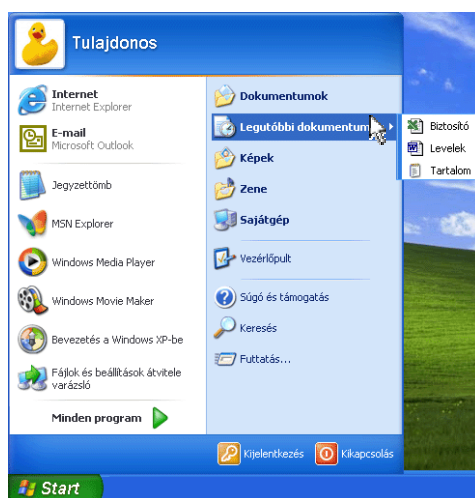 Tulajdonos
Internet
Internet Explorer
E-mail
Microsoft Outlook
Jegyzettömb
MSN Explorer
Windows Media Player
Windows Movie Maker
Bevezetés a Windows XP-be
Fájlok és beállítások átvitele
varázsló
Minden program
Dokumentumok
Legutóbbi
Képek
Zene
Sajátgép
Vezérlőpult
Súgó és támogatás
Keresés
Futtatás...
Biztosító
Levelek
Tartalom
Kijelentkezés
Kikapcsolás
Start